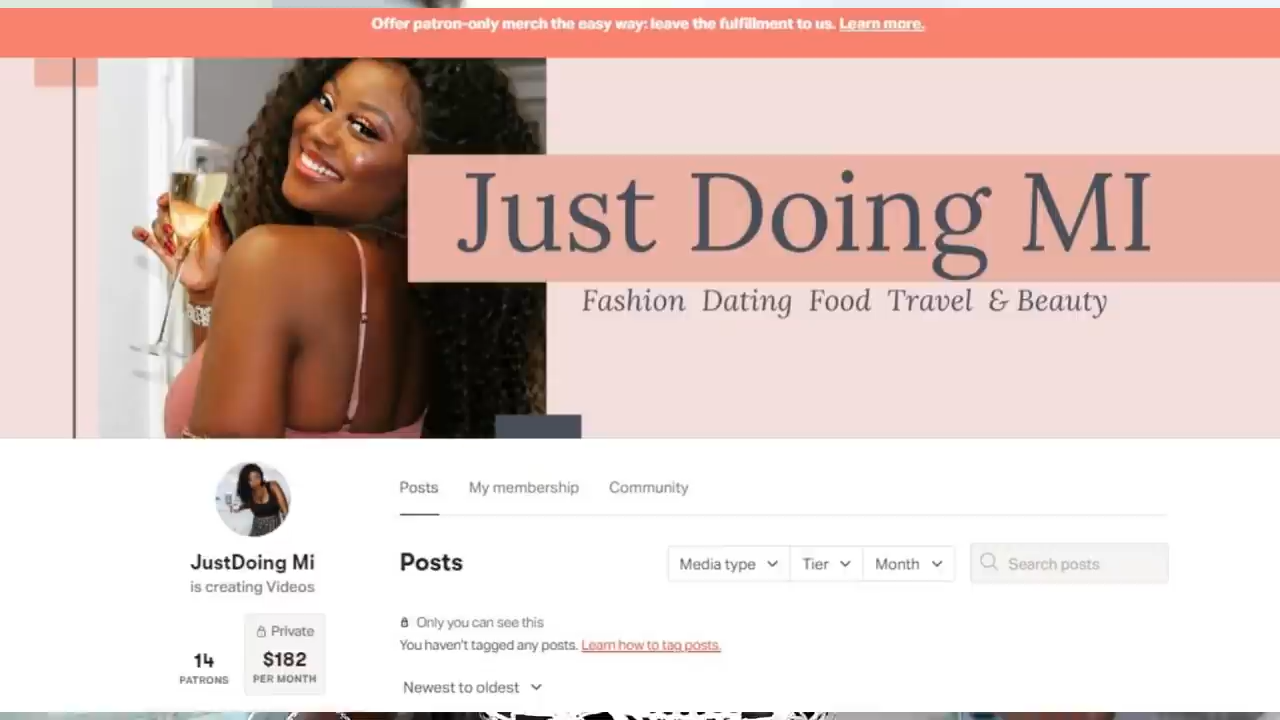 Offer patron-only merch the easy way: leave the fulfillment to us. Learn more.
Just Doing MI
Fashion Dating Food Travel & Beauty
JustDoing Mi
is creating Videos
14
PATRONS
Private
$182
PER MONTH
Posts My membership Community
Posts
Media type Tier Month Search posts
Only you can see this
You haven't tagged any posts. Learn how to tag posts.
Newest to oldest